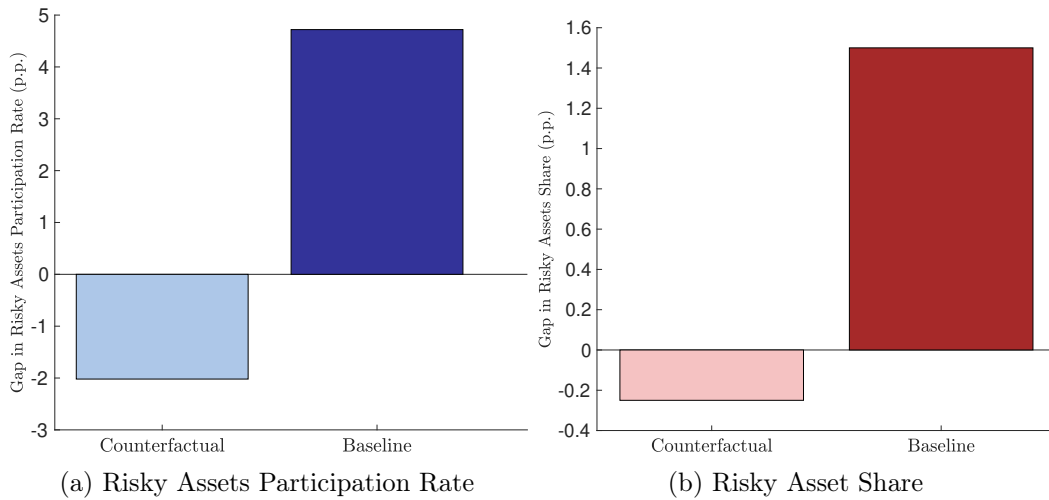 Gap in Risky Assets Participation Rate (p.p.)
5
4
3
2
1
0
-1
-2
-3
Counterfactual
Baseline
(a) Risky Assets Participation Rate
Gap in Risky Assets Share (p.p.)
1.6
1.4
1.2
1
0.8
0.6
0.4
0.2
0
-0.2
-0.4
Counterfactual
Baseline
(b) Risky Asset Share